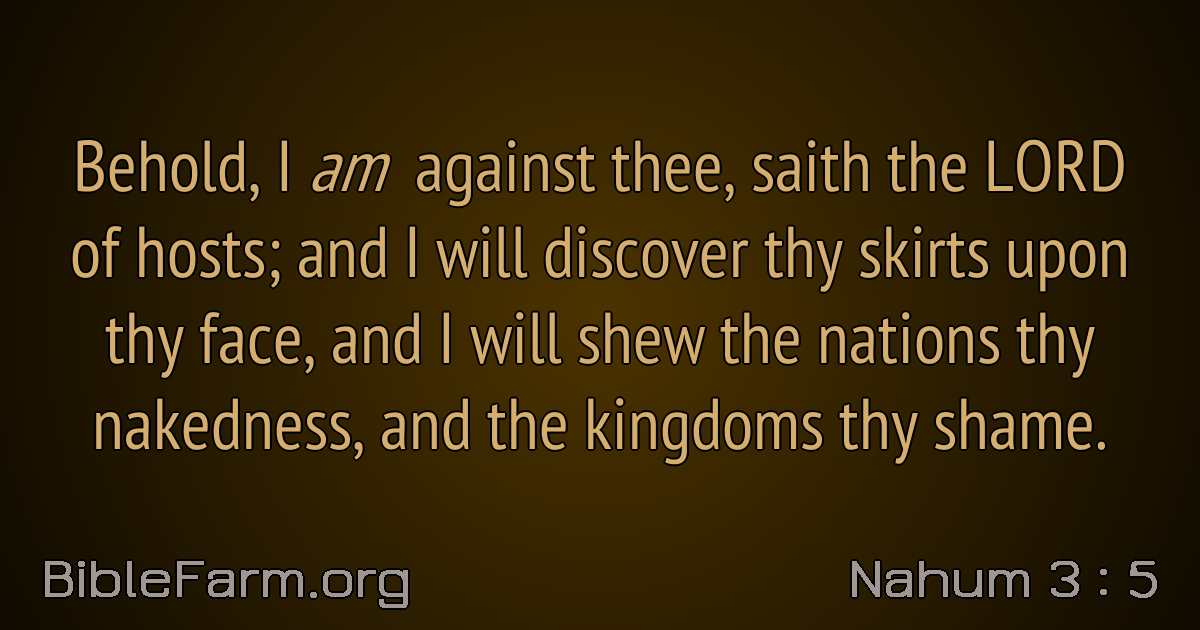 Behold, I am against thee, saith the LORD
of hosts; and I will discover thy skirts upon
thy face, and I will shew the nations thy
nakedness, and the kingdoms thy shame.
BibleFarm.org
Nahum 3 : 5